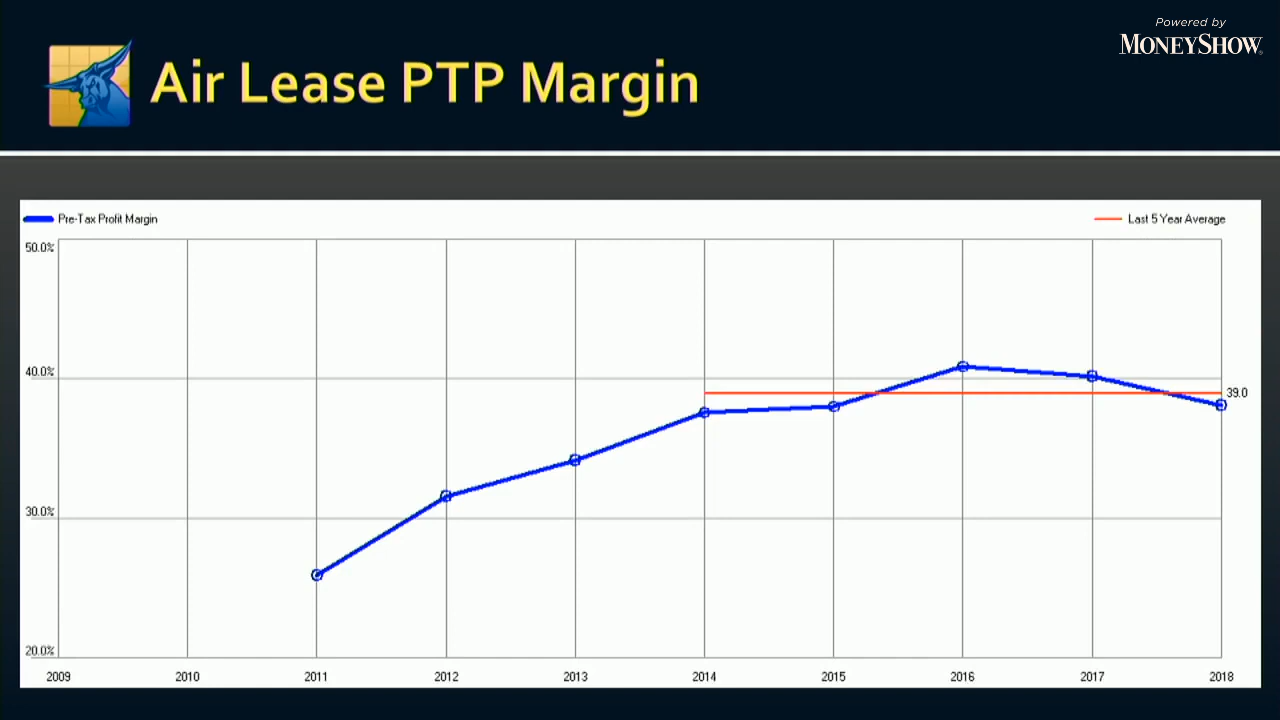 Powered by
MONEYSHOW
Air Lease PTP Margin
Pre-Tax Profit Margin
Last 5 Year Average
50.0%
40.0%
39.0
30.0%
20.0%
2009 2010 2011 2012 2013 2014 2015 2016 2017 2018